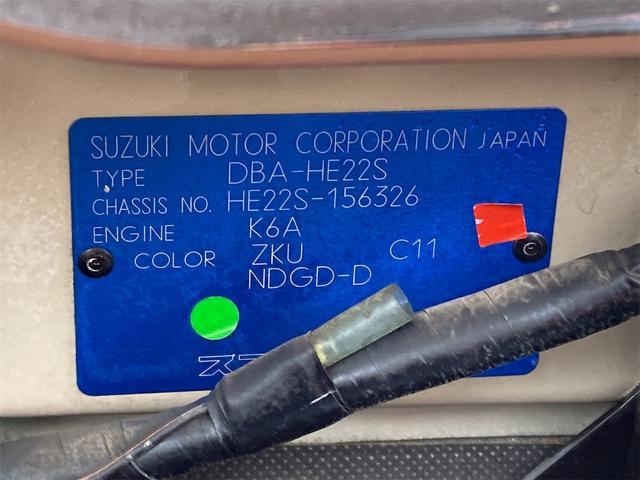 SUZUKI MOTOR CORPORATION JAPAN
TYPE DBA-HE22S
CHASSIS NO. HE22S-156326
ENGINE K6A
COLOR ZKU C11
NDGD-D